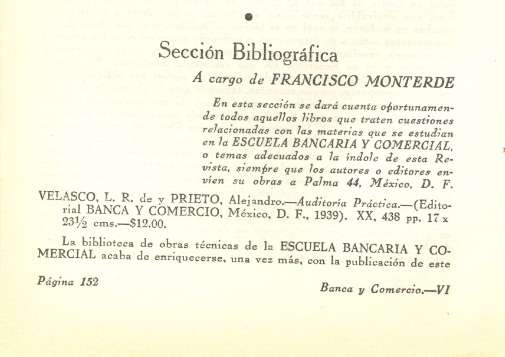 Sección Bibliográfica
A cargo de FRANCISCO MONTERDE
En esta sección se dará cuenta oportunamen-
de todos aquellos libros que traten cuestiones
relacionadas con las materias que se estudian
en la ESCUELA BANCARIA Y COMERCIAL,
o temas adecuados a la índole de esta Re-
vista, siempre que los autores o editores en-
víen su obras a Palma 44, México, D. F.
VELASCO, L. R. de y PRIETO, Alejandro.—Auditoría Práctica.—(Edito-
rial BANCA Y COMERCIO, México, D. F., 1939). XX, 438 pp. 17 x
23½ cms.—$12.00.
La biblioteca de obras técnicas de la ESCUELA BANCARIA Y CO-
MERCIAL acaba de enriquecerse, una vez más, con la publicación de este
Página 152 Banca y Comercio.—VI